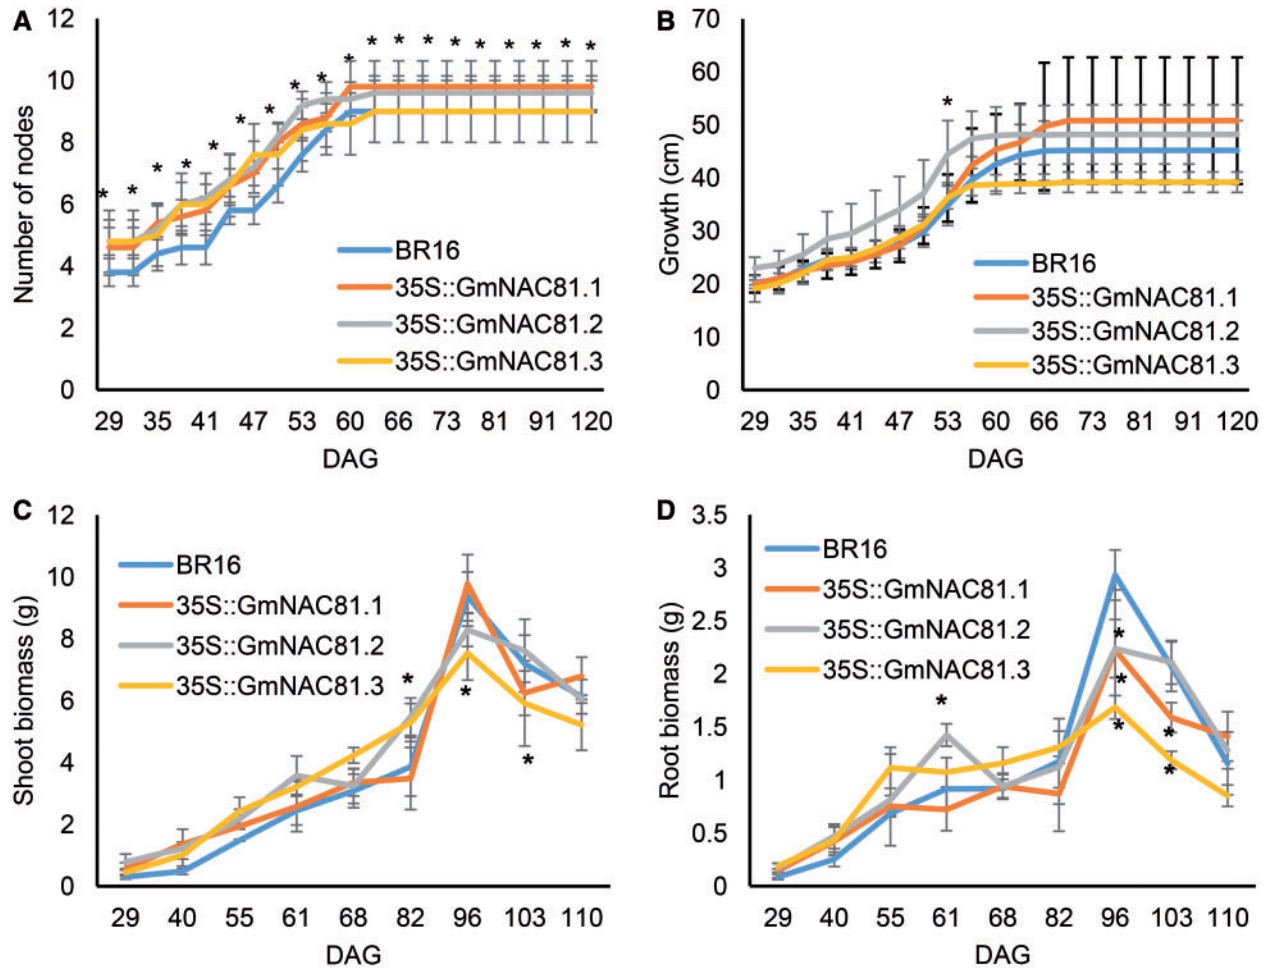 A
Number of nodes
12
10
8
6
4
2
0
* * * * * * * * * * * * * * * * * *
BR16
35S::GmNAC81.1
35S::GmNAC81.2
35S::GmNAC81.3
29 35 41 47 53 60 66 73 81 91 120
DAG
B
Growth (cm)
70
60
50
40
30
20
10
0
*
BR16
35S::GmNAC81.1
35S::GmNAC81.2
35S::GmNAC81.3
29 35 41 47 53 60 66 73 81 91 120
DAG
C
Shoot biomass (g)
12
10
8
6
4
2
0
BR16
35S::GmNAC81.1
35S::GmNAC81.2
35S::GmNAC81.3
* * *
29 40 55 61 68 82 96 103 110
DAG
D
Root biomass (g)
3.5
3
2.5
2
1.5
1
0.5
0
BR16
35S::GmNAC81.1
35S::GmNAC81.2
35S::GmNAC81.3
* * * * * *
29 40 55 61 68 82 96 103 110
DAG